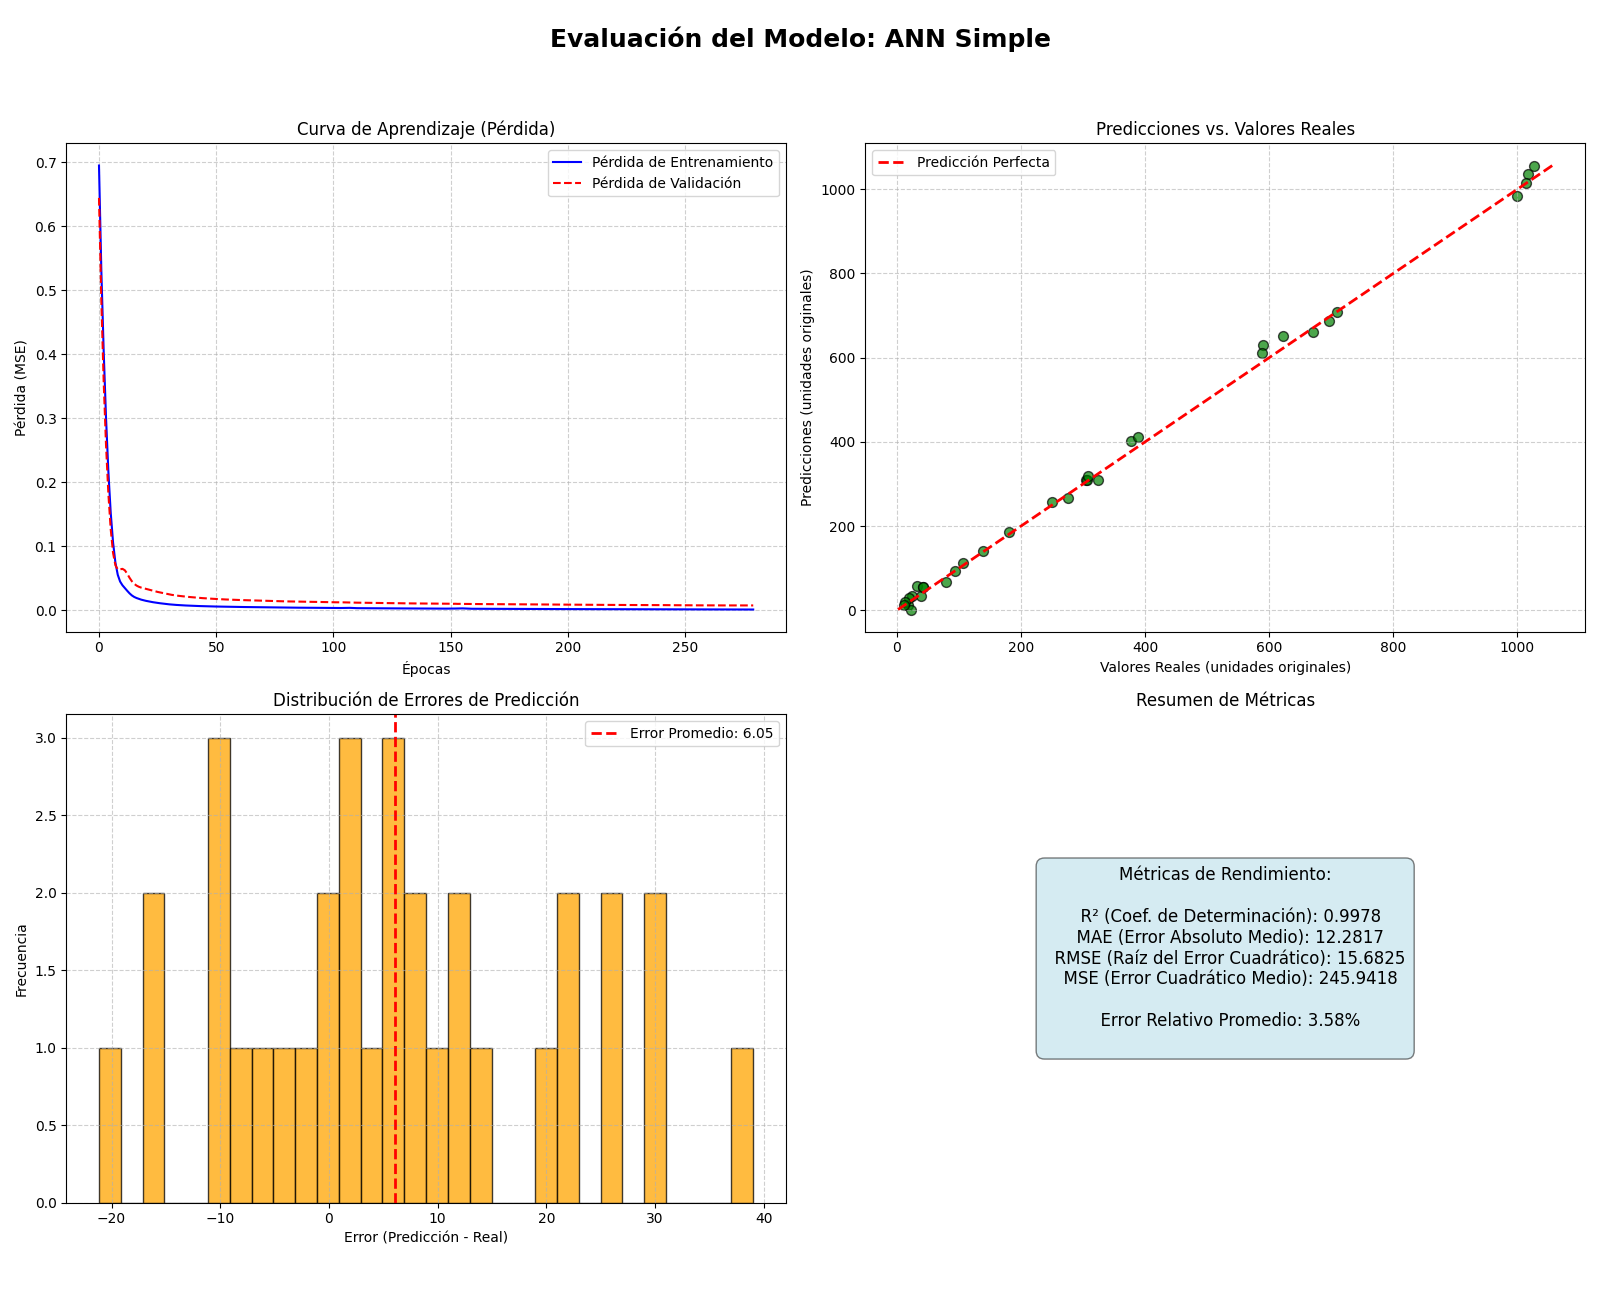 Evaluación del Modelo: ANN Simple
Curva de Aprendizaje (Pérdida)
Pérdida de Entrenamiento
Pérdida de Validación
Pérdida (MSE)
0.7
0.6
0.5
0.4
0.3
0.2
0.1
0.0
0 50 100 150 200 250
Épocas
Predicciones vs. Valores Reales
Predicción Perfecta
Predicciones (unidades originales)
1000
800
600
400
200
0
0 200 400 600 800 1000
Valores Reales (unidades originales)
Distribución de Errores de Predicción
Error Promedio: 6.05
Frecuencia
3.0
2.5
2.0
1.5
1.0
0.5
0.0
−20 −10 0 10 20 30 40
Error (Predicción - Real)
Resumen de Métricas
Métricas de Rendimiento:
R² (Coef. de Determinación): 0.9978
MAE (Error Absoluto Medio): 12.2817
RMSE (Raíz del Error Cuadrático): 15.6825
MSE (Error Cuadrático Medio): 245.9418
Error Relativo Promedio: 3.58%